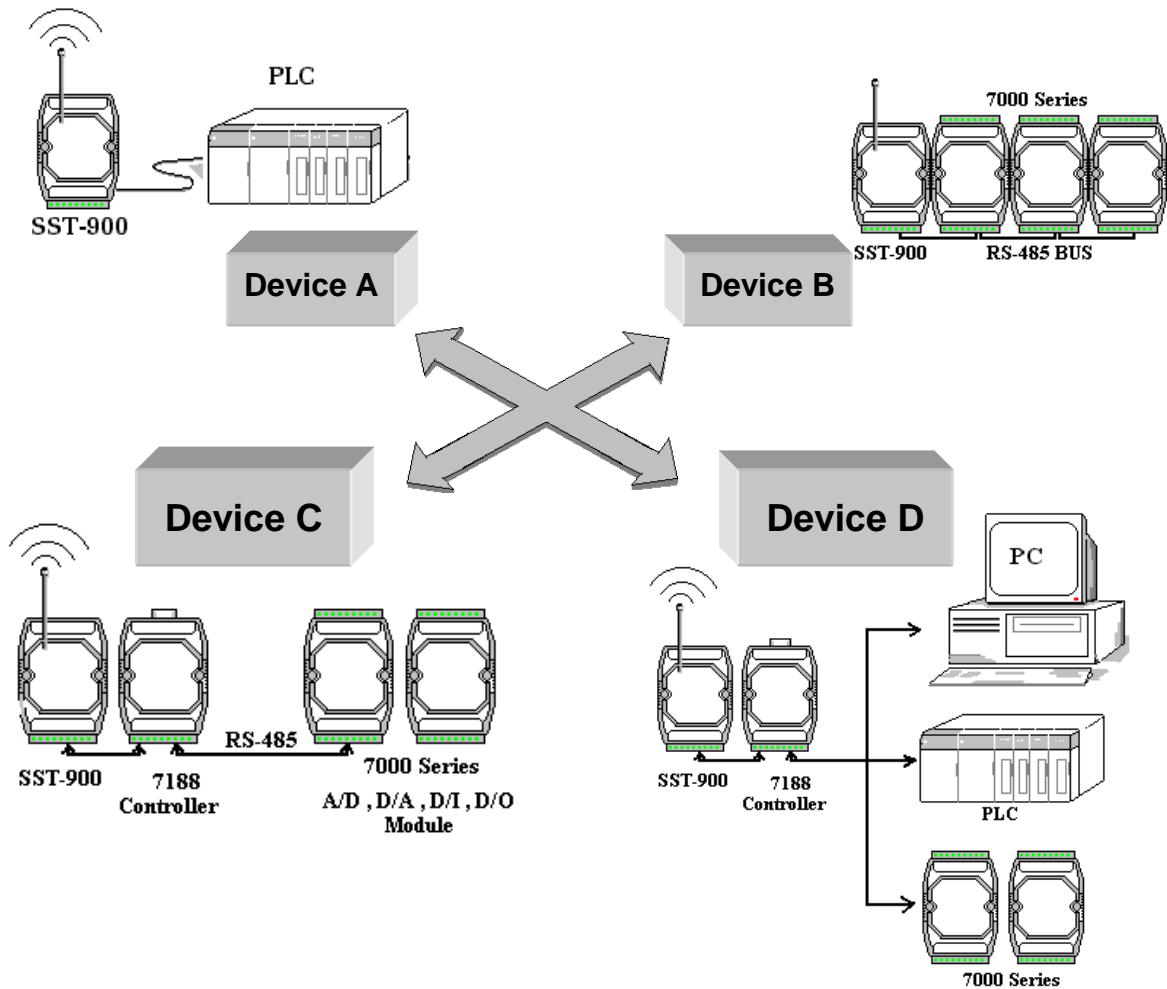 PLC
SST-900
7000 Series
SST-900
RS-485 BUS
Device A
Device B
Device C
Device D
SST-900
7188
Controller
RS-485
7000 Series
A/D , D/A , D/I , D/O
Module
PC
SST-900
7188
Controller
PLC
7000 Series